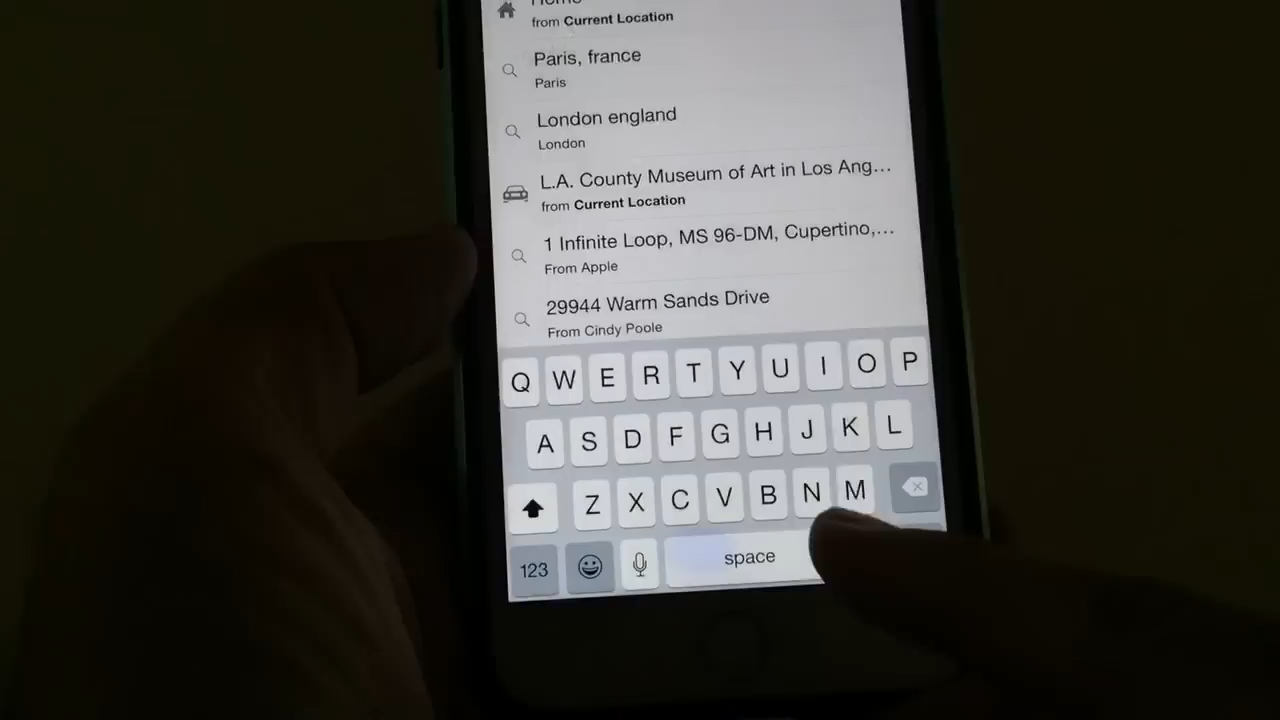 Home
from Current Location
Paris, france
Paris
London england
London
L.A. County Museum of Art in Los Ang...
from Current Location
1 Infinite Loop, MS 96-DM, Cupertino,...
From Apple
29944 Warm Sands Drive
From Cindy Poole
Q W E R T Y U I O P
A S D F G H J K L
Z X C V B N M
123 space